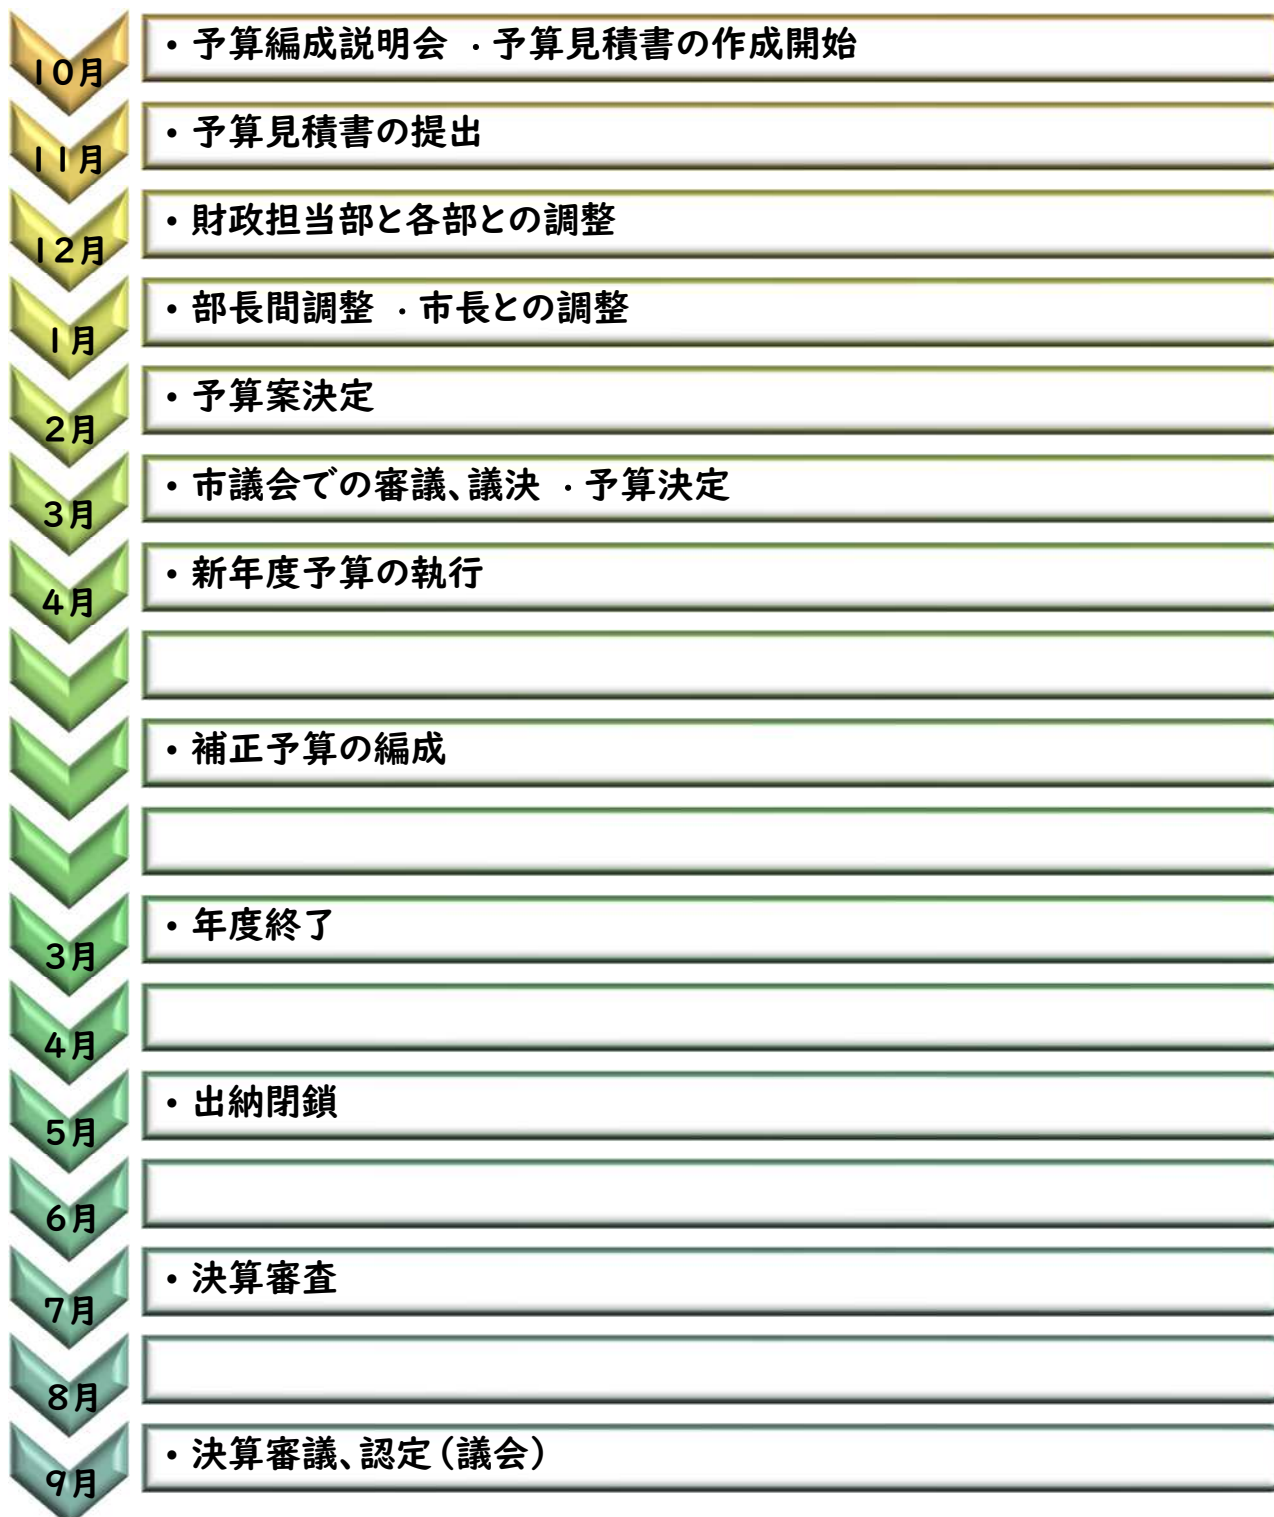 10月
・予算編成説明会 ・予算見積書の作成開始
11月
・予算見積書の提出
12月
・財政担当部と各部との調整
1月
・部長間調整 ・市長との調整
2月
・予算案決定
3月
・市議会での審議、議決 ・予算決定
4月
・新年度予算の執行
・補正予算の編成
3月
・年度終了
4月
5月
・出納閉鎖
6月
7月
・決算審査
8月
9月
・決算審議、認定(議会)